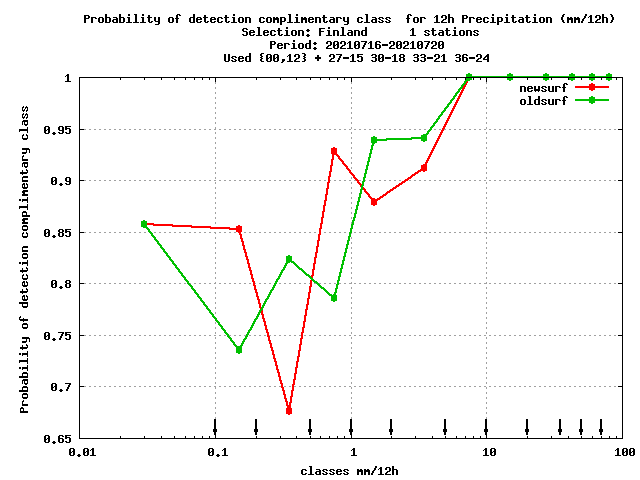 Probability of detection complimentary class  for 12h Precipitation (mm/12h)
Selection: Finland      1 stations
Period: 20210716-20210720
Used {00,12} + 27-15 30-18 33-21 36-24
newsurf
oldsurf
Probability of detection complimentary class
1
0.95
0.9
0.85
0.8
0.75
0.7
0.65
0.01
0.1
1
10
100
classes mm/12h